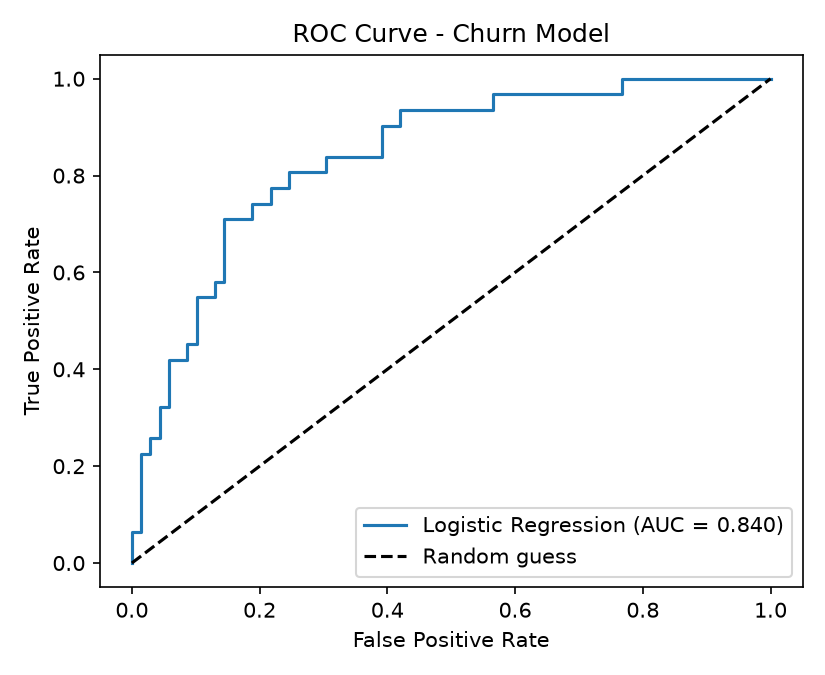 ROC Curve - Churn Model
1.0
0.8
0.6
0.4
0.2
0.0
True Positive Rate
Logistic Regression (AUC = 0.840)
Random guess
0.0 0.2 0.4 0.6 0.8 1.0
False Positive Rate